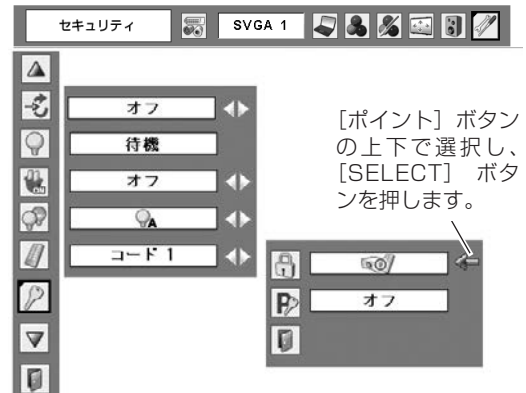 セキュリティ
SVGA 1
オフ
待機
オフ
A
コード 1
[ポイント] ボタン
の上下で選択し、
[SELECT] ボタ
ンを押します。
オフ
P